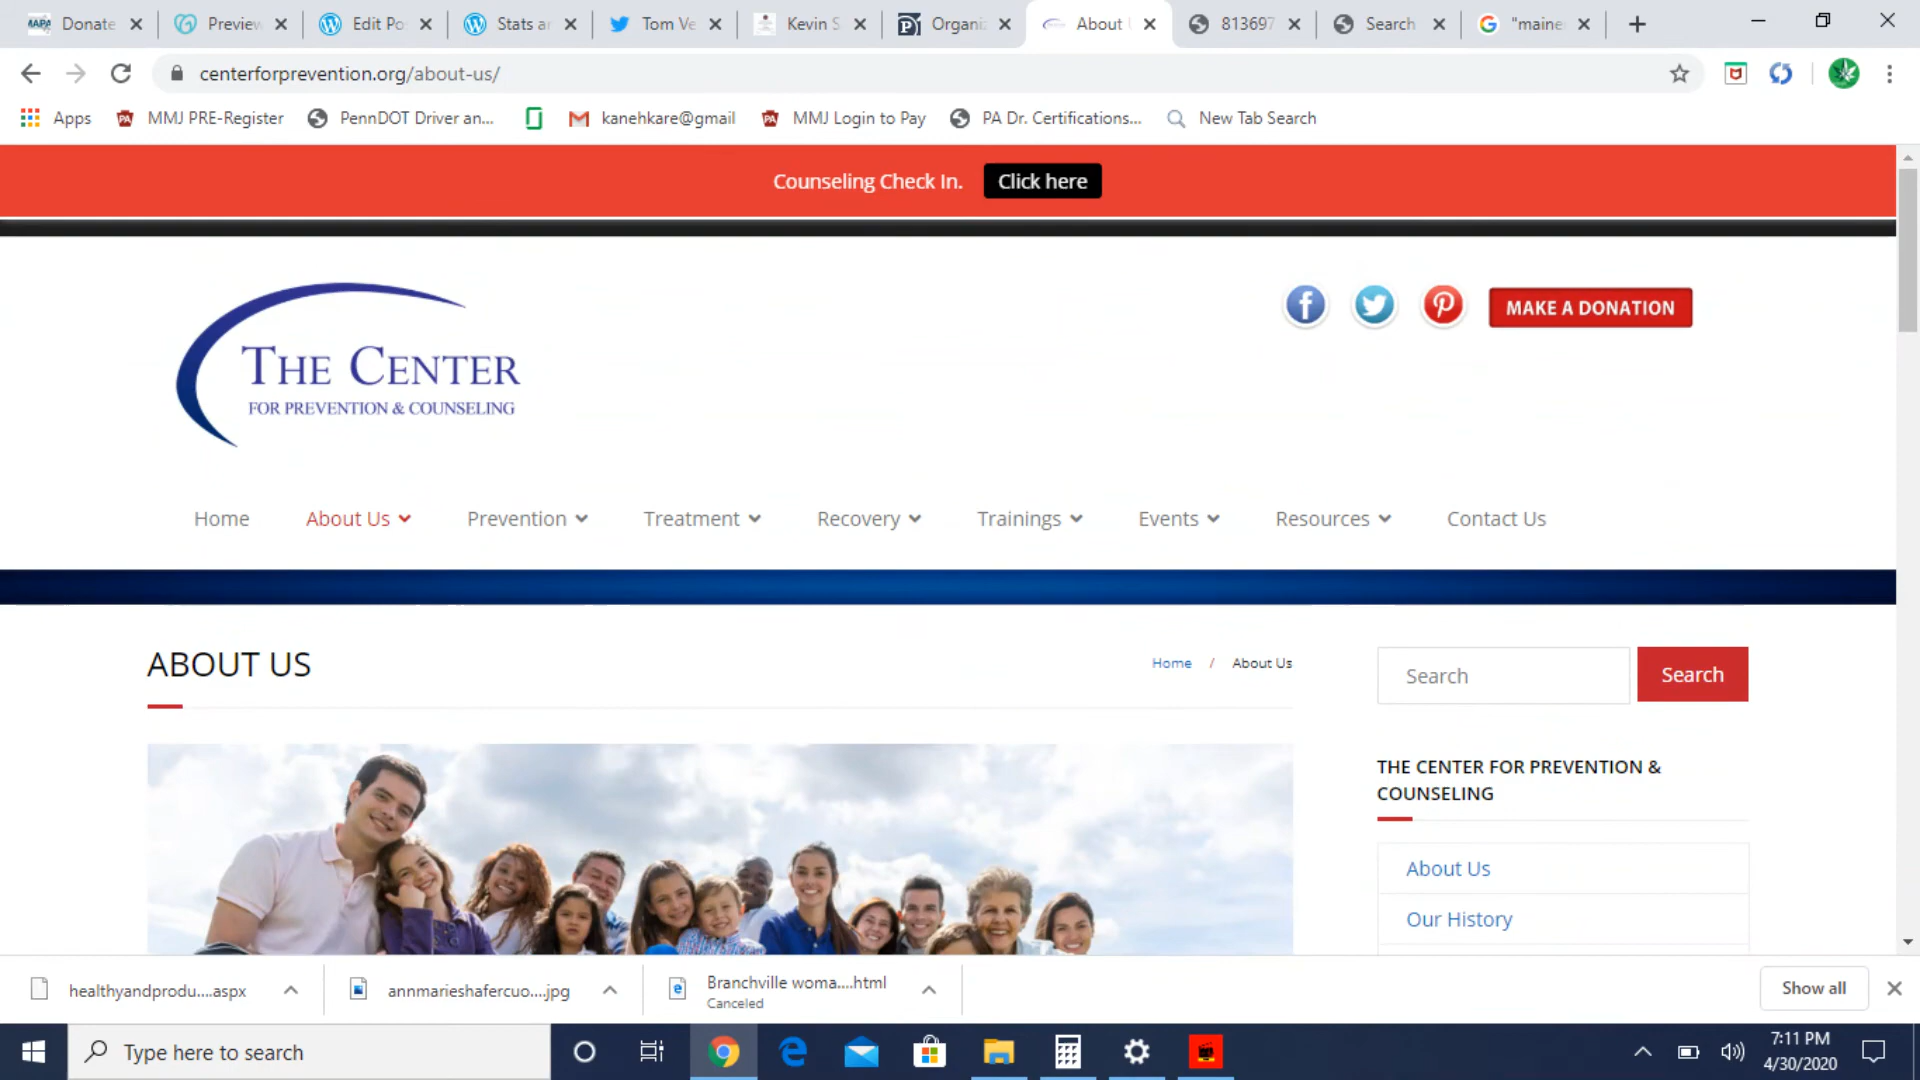 Donate
Preview
Edit Po
Stats ar
Tom Ve
Kevin S
Organiz
About
813697
Search
"maine
centerforprevention.org/about-us/
Apps
MMJ PRE-Register
PennDOT Driver an...
kanehkare@gmail
MMJ Login to Pay
PA Dr. Certifications...
New Tab Search
Counseling Check In.
Click here
THE CENTER
FOR PREVENTION & COUNSELING
MAKE A DONATION
Home
About Us
Prevention
Treatment
Recovery
Trainings
Events
Resources
Contact Us
ABOUT US
Home / About Us
Search
Search
THE CENTER FOR PREVENTION &
COUNSELING
About Us
Our History
healthyandprodu....aspx
annmarieshafercuo....jpg
Branchville woma....html
Canceled
Show all
Type here to search
7:11 PM
4/30/2020